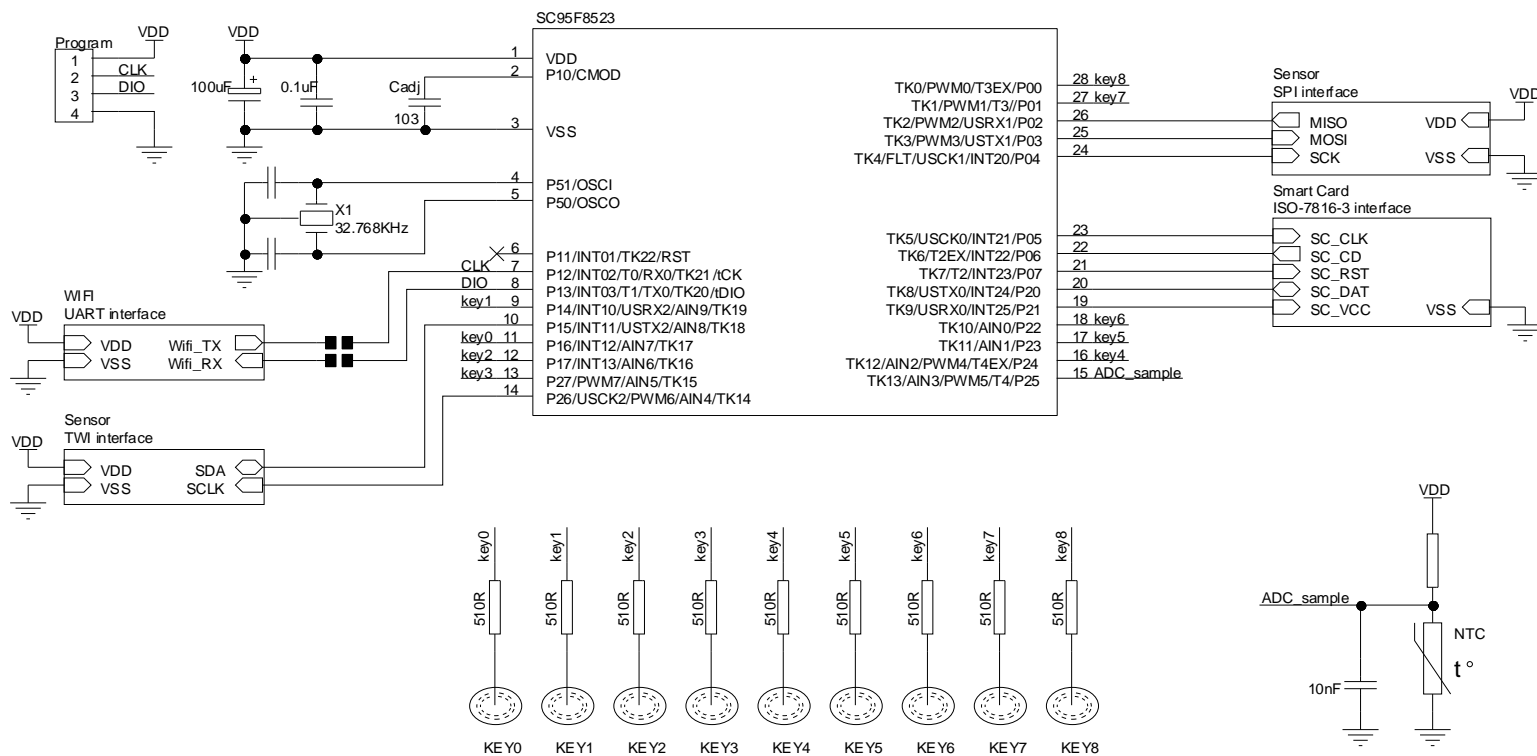 SC95F8523
Program
VDD
1
2
3
4
CLK
DIO
VDD
100uF
+
0.1uF
Cadj
103
1
VDD
2
P10/CMOD
3
VSS
4
P51/OSCI
5
P50/OSCO
X1
32.768KHz
6
P11/INT01/TK22/RST
CLK
7
P12/INT02/T0/RX0/TK21/tCK
DIO
8
P13/INT03/T1/TX0/TK20/tDIO
key1
9
P14/INT10/USRX2/AIN9/TK19
10
P15/INT11/USTX2/AIN8/TK18
key0
11
P16/INT12/AIN7/TK17
key2
12
P17/INT13/AIN6/TK16
key3
13
P27/PWM7/AIN5/TK15
14
P26/USCK2/PWM6/AIN4/TK14
TK0/PWM0/T3EX/P00
28 key8
TK1/PWM1/T3//P01
27 key7
TK2/PWM2/USRX1/P02
26
TK3/PWM3/USTX1/P03
25
TK4/FLT/USCK1/INT20/P04
24
TK5/USCK0/INT21/P05
23
TK6/T2EX/INT22/P06
22
TK7/T2/INT23/P07
21
TK8/USTX0/INT24/P20
20
TK9/USRX0/INT25/P21
19
TK10/AIN0/P22
18 key6
TK11/AIN1/P23
17 key5
TK12/AIN2/PWM4/T4EX/P24
16 key4
TK13/AIN3/PWM5/T4/P25
15 ADC_sample
Sensor
SPI interface
MISO
MOSI
SCK
VDD
VSS
VDD
Smart Card
ISO-7816-3 interface
SC_CLK
SC_CD
SC_RST
SC_DAT
SC_VCC
VSS
WIFI
UART interface
VDD
VDD
VSS
Wifi_TX
Wifi_RX
Sensor
TWI interface
VDD
VDD
VSS
SDA
SCLK
key0
key1
key2
key3
key4
key5
key6
key7
key8
510R
510R
510R
510R
510R
510R
510R
510R
510R
KEY0
KEY1
KEY2
KEY3
KEY4
KEY5
KEY6
KEY7
KEY8
VDD
ADC_sample
10nF
NTC
t°